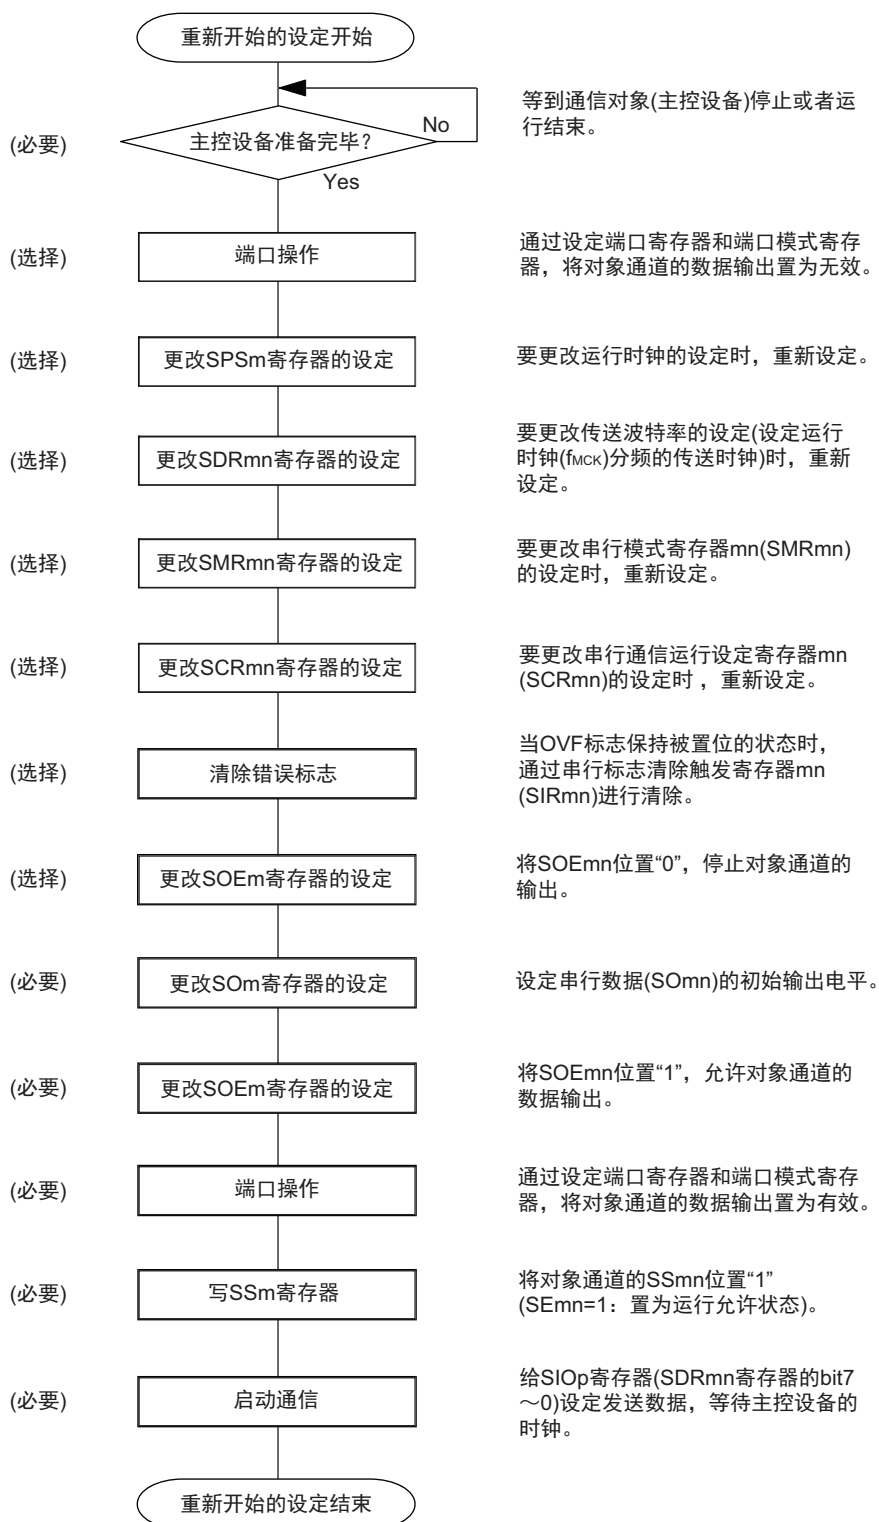 重新开始的设定开始
等到通信对象(主控设备)停止或者运
行结束。
(必要)
主控设备准备完毕?
No
Yes
(选择)
端口操作
通过设定端口寄存器和端口模式寄存
器，将对象通道的数据输出置为无效。
(选择)
更改SPSm寄存器的设定
要更改运行时钟的设定时，重新设定。
(选择)
更改SDRmn寄存器的设定
要更改传送波特率的设定(设定运行
时钟(fMCK)分频的传送时钟)时，重新
设定。
(选择)
更改SMRmn寄存器的设定
要更改串行模式寄存器mn(SMRmn)
的设定时，重新设定。
(选择)
更改SCRmn寄存器的设定
要更改串行通信运行设定寄存器mn
(SCRmn)的设定时，重新设定。
(选择)
清除错误标志
当OVF标志保持被置位的状态时，
通过串行标志清除触发寄存器mn
(SIRmn)进行清除。
(选择)
更改SOEm寄存器的设定
将SOEmn位置“0”，停止对象通道的
输出。
(必要)
更改SOm寄存器的设定
设定串行数据(SOmn)的初始输出电平。
(必要)
更改SOEm寄存器的设定
将SOEmn位置“1”，允许对象通道的
数据输出。
(必要)
端口操作
通过设定端口寄存器和端口模式寄存
器，将对象通道的数据输出置为有效。
(必要)
写SSm寄存器
将对象通道的SSmn位置“1”
(SEmn=1：置为运行允许状态)。
(必要)
启动通信
给SIOp寄存器(SDRmn寄存器的bit7
～0)设定发送数据，等待主控设备的
时钟。
重新开始的设定结束